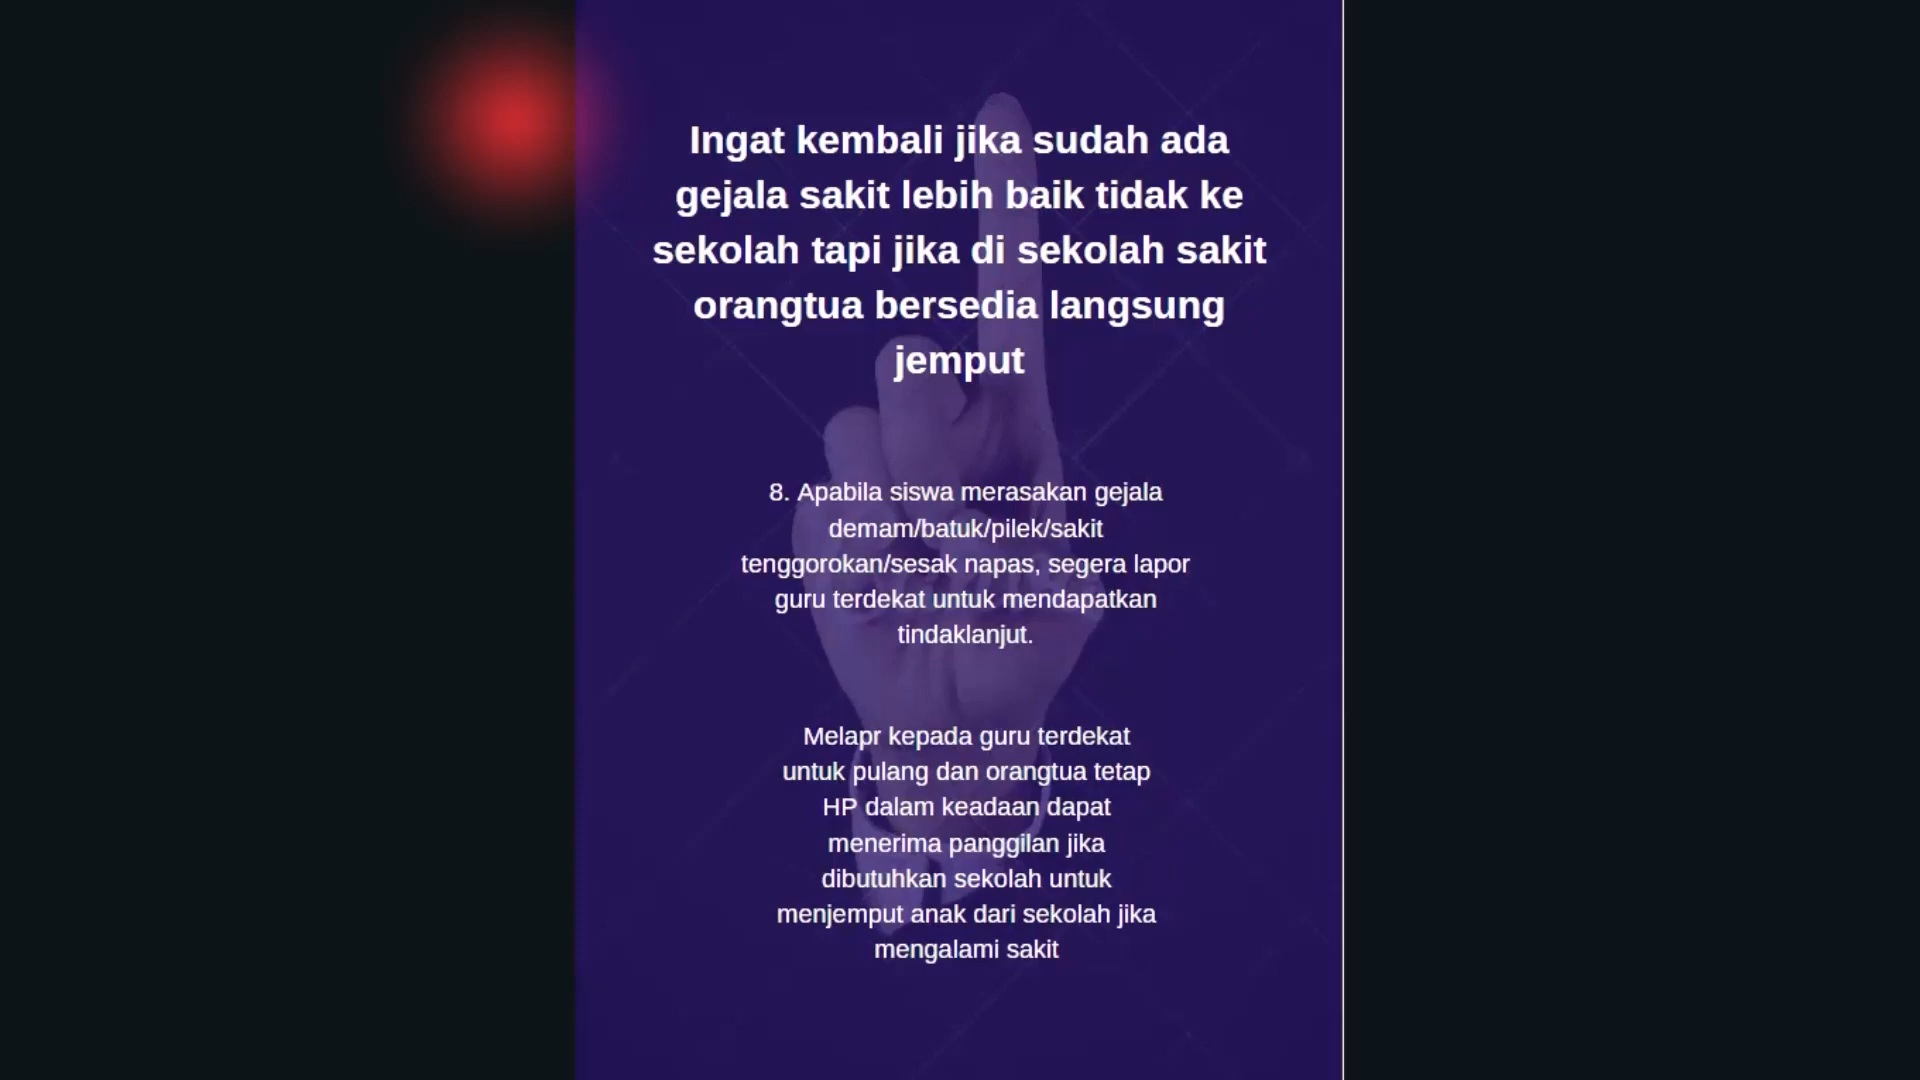 Ingat kembali jika sudah ada
gejala sakit lebih baik tidak ke
sekolah tapi jika di sekolah sakit
orangtua bersedia langsung
jemput
8. Apabila siswa merasakan gejala
demam/batuk/pilek/sakit
tenggorokan/sesak napas, segera lapor
guru terdekat untuk mendapatkan
tindaklanjut.
Melapr kepada guru terdekat
untuk pulang dan orangtua tetap
HP dalam keadaan dapat
menerima panggilan jika
dibutuhkan sekolah untuk
menjemput anak dari sekolah jika
mengalami sakit